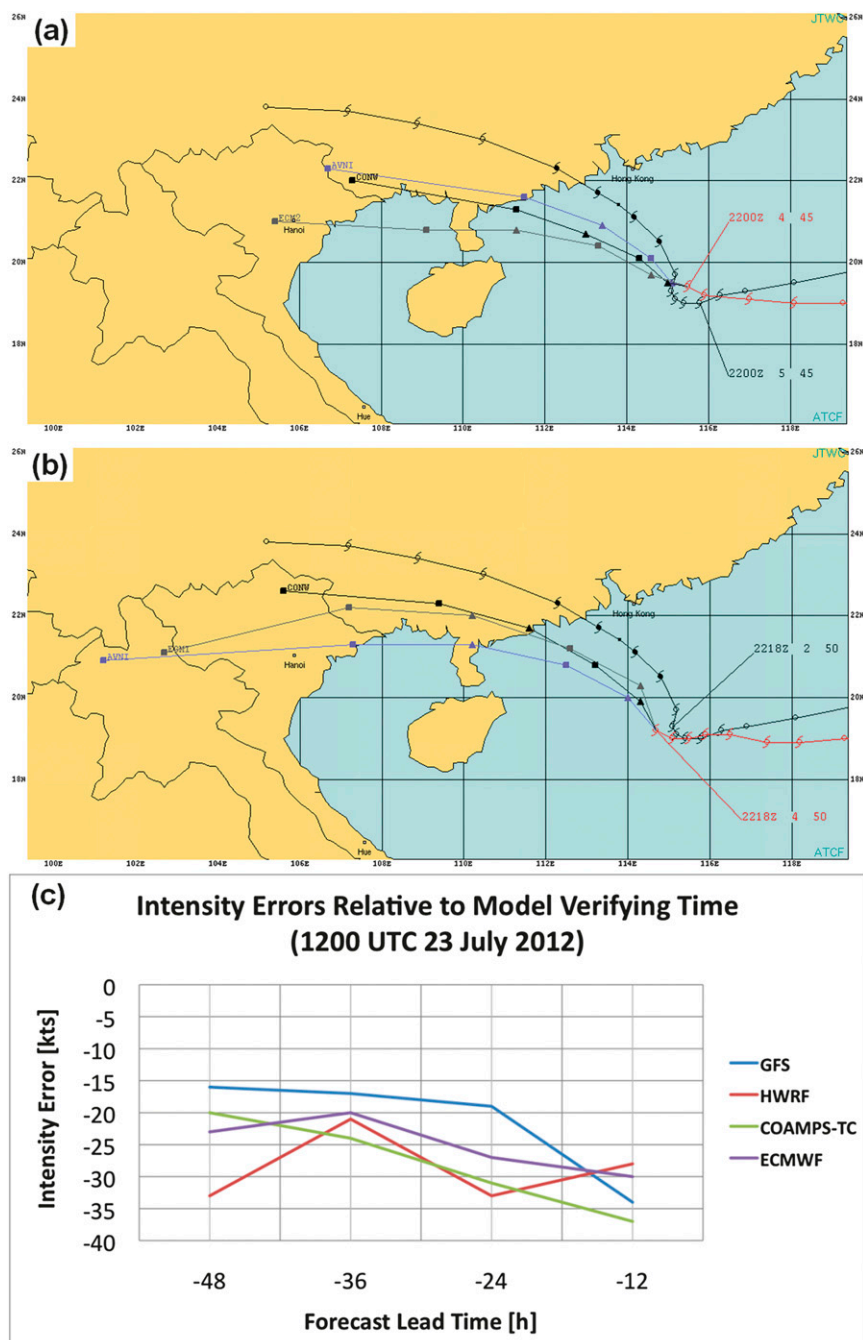 (a)
26N
JTWC
26N
24N
24N
AVNI
CONW
Hong Kong
22N
22N
ECM2
Hanoi
2200Z 4 45
20N
20N
18N
18N
2200Z 5 45
Hue
ATCF
100E 102E 104E 106E 108E 110E 112E 114E 116E 118E
(b)
26N
JTWC
26N
24N
24N
CONW
Hong Kong
22N
22N
AVNI
Hanoi
2218Z 2 50
20N
20N
18N
18N
2218Z 4 50
Hue
ATCF
100E 102E 104E 106E 108E 110E 112E 114E 116E 118E
(c)
Intensity Errors Relative to Model Verifying Time
(1200 UTC 23 July 2012)
Intensity Error [kts]
0
-5
-10
-15
-20
-25
-30
-35
-40
-48 -36 -24 -12
Forecast Lead Time [h]
GFS
HWRF
COAMPS-TC
ECMWF